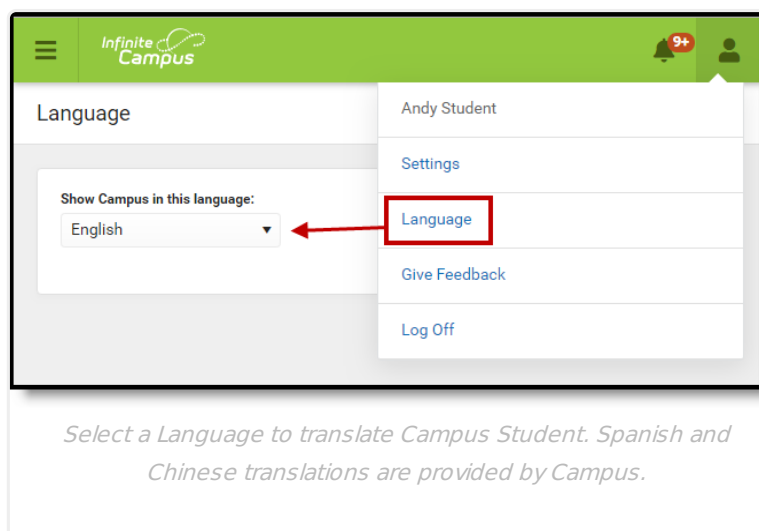 Infinite
Campus
9+
Language
Andy Student
Settings
Show Campus in this language:
English
Language
Give Feedback
Log Off
Select a Language to translate Campus Student. Spanish and
Chinese translations are provided by Campus.